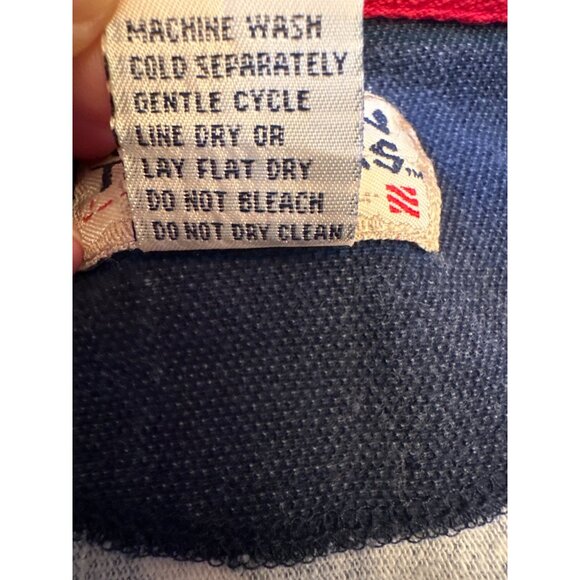 MACHINE WASH
COLD SEPARATELY
GENTLE CYCLE
LINE DRY OR
LAY FLAT DRY
DO NOT BLEACH
DO NOT DRY CLEAN